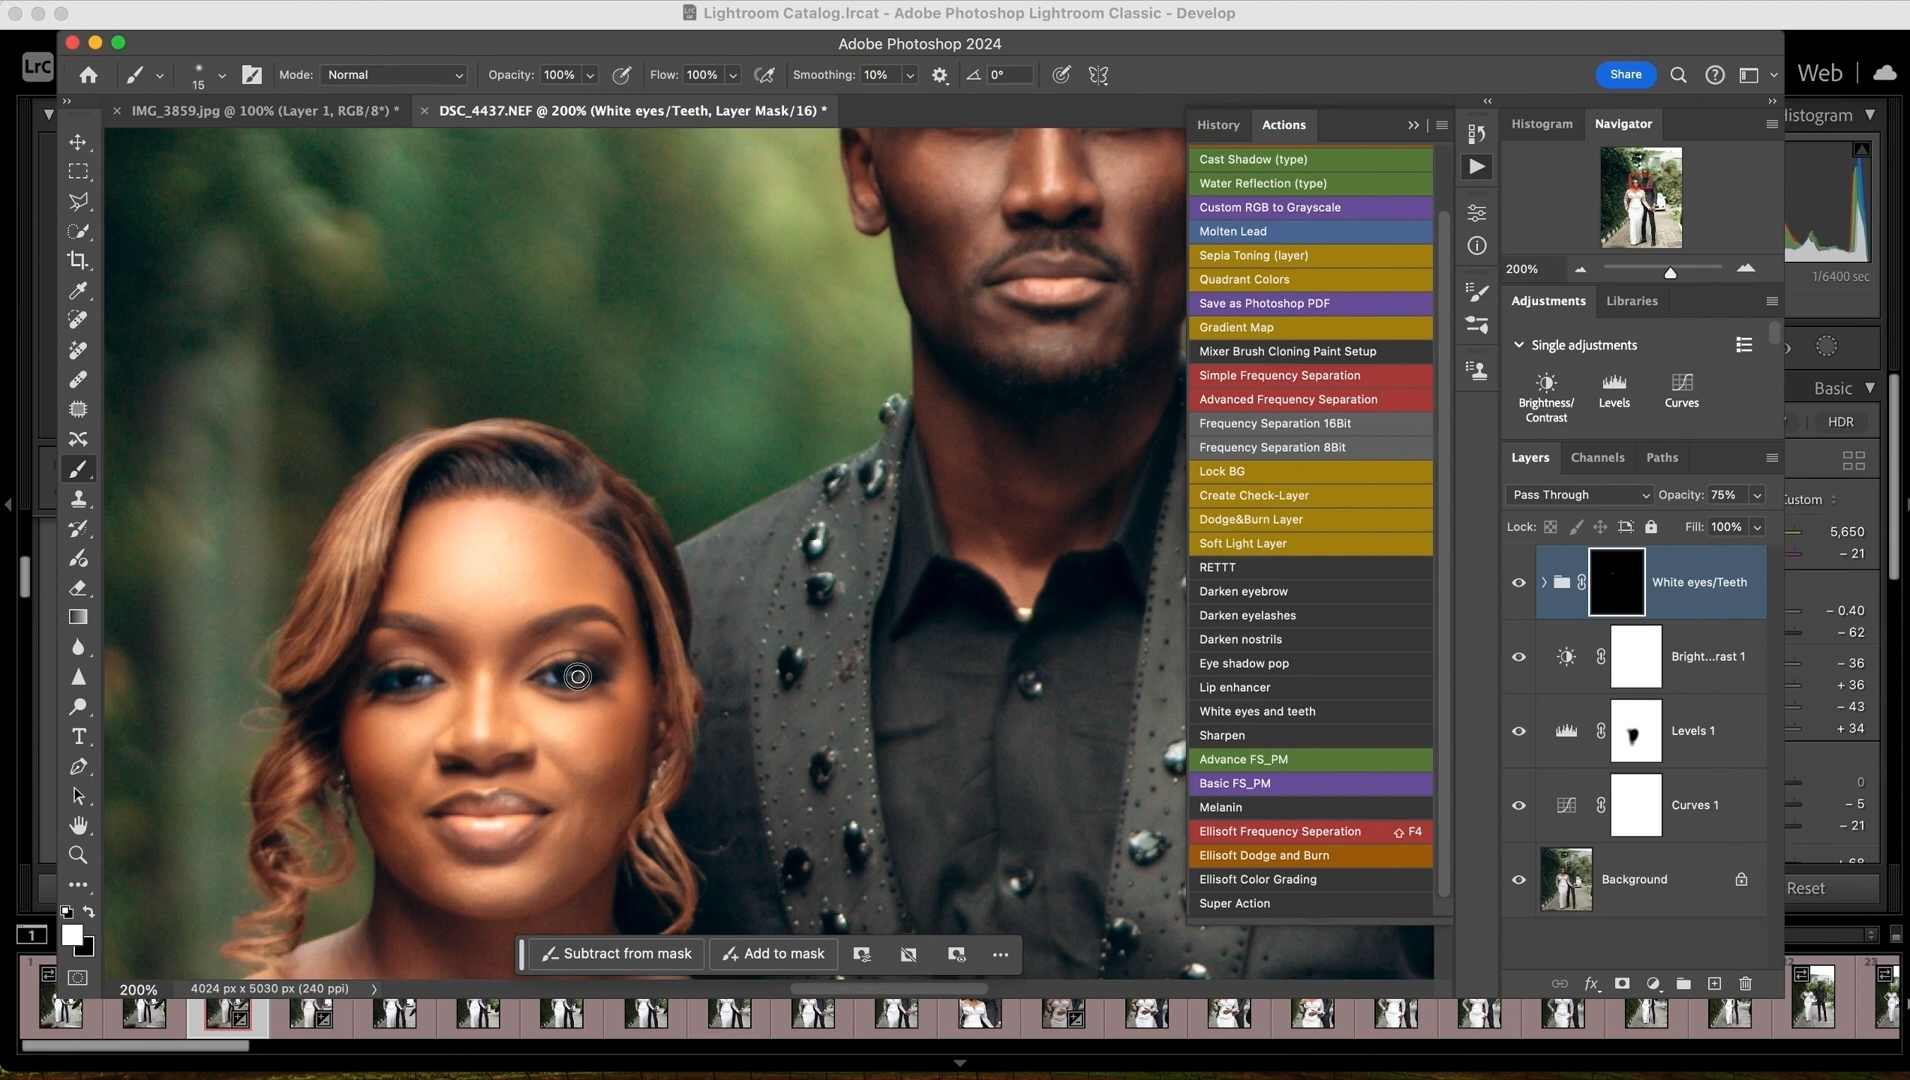 Lightroom Catalog.lrcat - Adobe Photoshop Lightroom Classic - Develop
LrC
Adobe Photoshop 2024
15
Mode: Normal
Opacity: 100%
Flow: 100%
Smoothing: 10%
0°
Share
Web
IMG_3859.jpg @ 100% (Layer 1, RGB/8*) *
DSC_4437.NEF @ 200% (White eyes/Teeth, Layer Mask/16) *
History
Actions
Cast Shadow (type)
Water Reflection (type)
Custom RGB to Grayscale
Molten Lead
Sepia Toning (layer)
Quadrant Colors
Save as Photoshop PDF
Gradient Map
Mixer Brush Cloning Paint Setup
Simple Frequency Separation
Advanced Frequency Separation
Frequency Separation 16Bit
Frequency Separation 8Bit
Lock BG
Create Check-Layer
Dodge&Burn Layer
Soft Light Layer
RETTT
Darken eyebrow
Darken eyelashes
Darken nostrils
Eye shadow pop
Lip enhancer
White eyes and teeth
Sharpen
Advance FS_PM
Basic FS_PM
Melanin
Ellisoft Frequency Seperation F4
Ellisoft Dodge and Burn
Ellisoft Color Grading
Super Action
Histogram
Navigator
200%
Adjustments
Libraries
Single adjustments
Brightness/
Contrast
Levels
Curves
Layers
Channels
Paths
Pass Through
Opacity: 75%
Lock:
Fill: 100%
White eyes/Teeth
Bright...rast 1
Levels 1
Curves 1
Background
istogram
1/6400 sec
Basic
HDR
ustom
5,650
- 21
- 0.40
- 62
- 36
+ 36
- 43
+ 34
0
- 5
- 21
Reset
Subtract from mask
Add to mask
200%
4024 px x 5030 px (240 ppi)
1
1